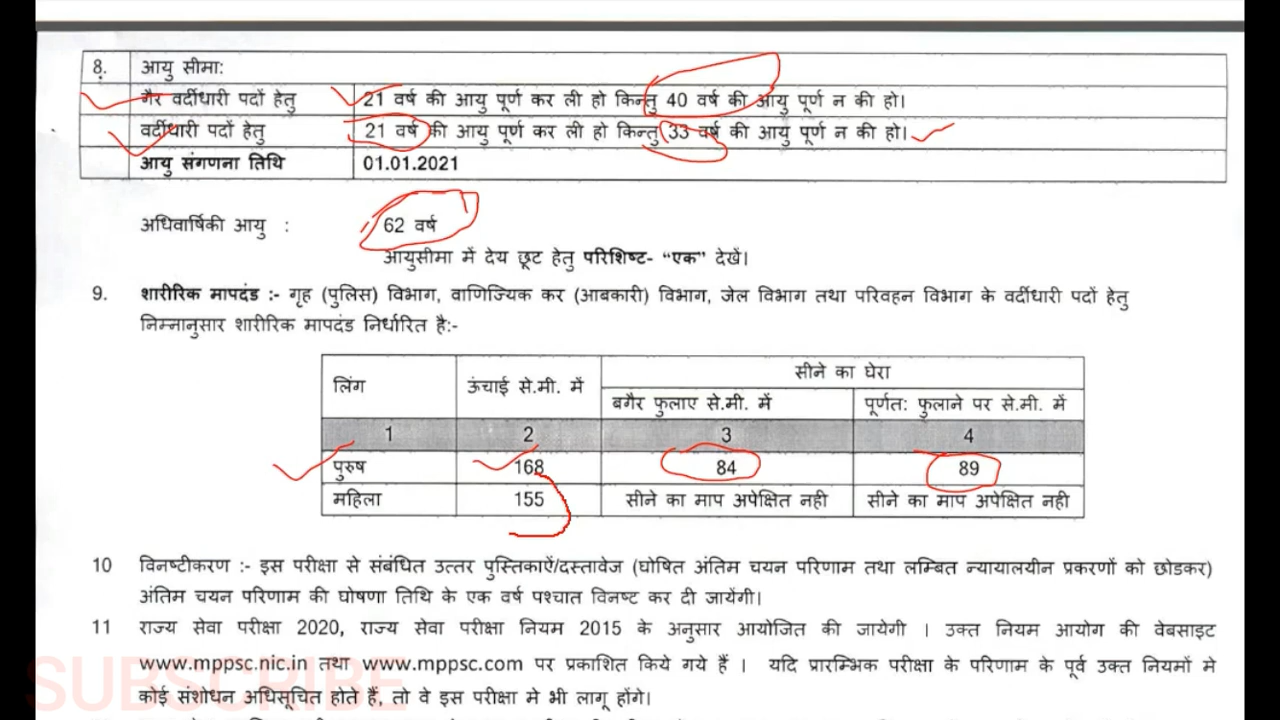 8. आयु सीमा:
गैर वर्दीधारी पदों हेतु 21 वर्ष की आयु पूर्ण कर ली हो किन्तु 40 वर्ष की आयु पूर्ण न की हो।
वर्दीधारी पदों हेतु 21 वर्ष की आयु पूर्ण कर ली हो किन्तु 33 वर्ष की आयु पूर्ण न की हो।
आयु संगणना तिथि 01.01.2021
अधिवार्षिकी आयु : 62 वर्ष
आयुसीमा में देय छूट हेतु परिशिष्ट- “एक” देखें।
9. शारीरिक मापदंड :- गृह (पुलिस) विभाग, वाणिज्यिक कर (आबकारी) विभाग, जेल विभाग तथा परिवहन विभाग के वर्दीधारी पदों हेतु
निम्नानुसार शारीरिक मापदंड निर्धारित है:-
लिंग ऊंचाई से.मी. में सीने का घेरा
बगैर फुलाए से.मी. में पूर्णत: फुलाने पर से.मी. में
1 2 3 4
पुरुष 168 84 89
महिला 155 सीने का माप अपेक्षित नही सीने का माप अपेक्षित नही
10 विनष्टीकरण :- इस परीक्षा से संबंधित उत्तर पुस्तिकाऐं/दस्तावेज (घोषित अंतिम चयन परिणाम तथा लम्बित न्यायालयीन प्रकरणों को छोडकर)
अंतिम चयन परिणाम की घोषणा तिथि के एक वर्ष पश्चात विनष्ट कर दी जायेंगी।
11 राज्य सेवा परीक्षा 2020, राज्य सेवा परीक्षा नियम 2015 के अनुसार आयोजित की जायेगी । उक्त नियम आयोग की वेबसाइट
www.mppsc.nic.in तथा www.mppsc.com पर प्रकाशित किये गये हैं । यदि प्रारम्भिक परीक्षा के परिणाम के पूर्व उक्त नियमों मे
कोई संशोधन अधिसूचित होते हैं, तो वे इस परीक्षा मे भी लागू होंगे।
SUBSCRIBE